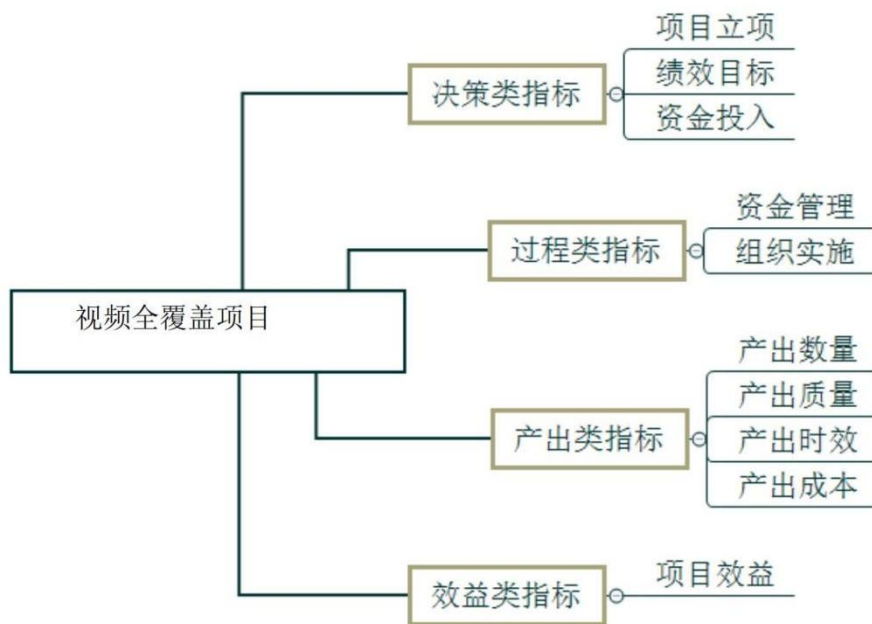 项目立项
决策类指标
绩效目标
资金投入
资金管理
过程类指标
组织实施
视频全覆盖项目
产出数量
产出质量
产出类指标
产出时效
产出成本
效益类指标
项目效益